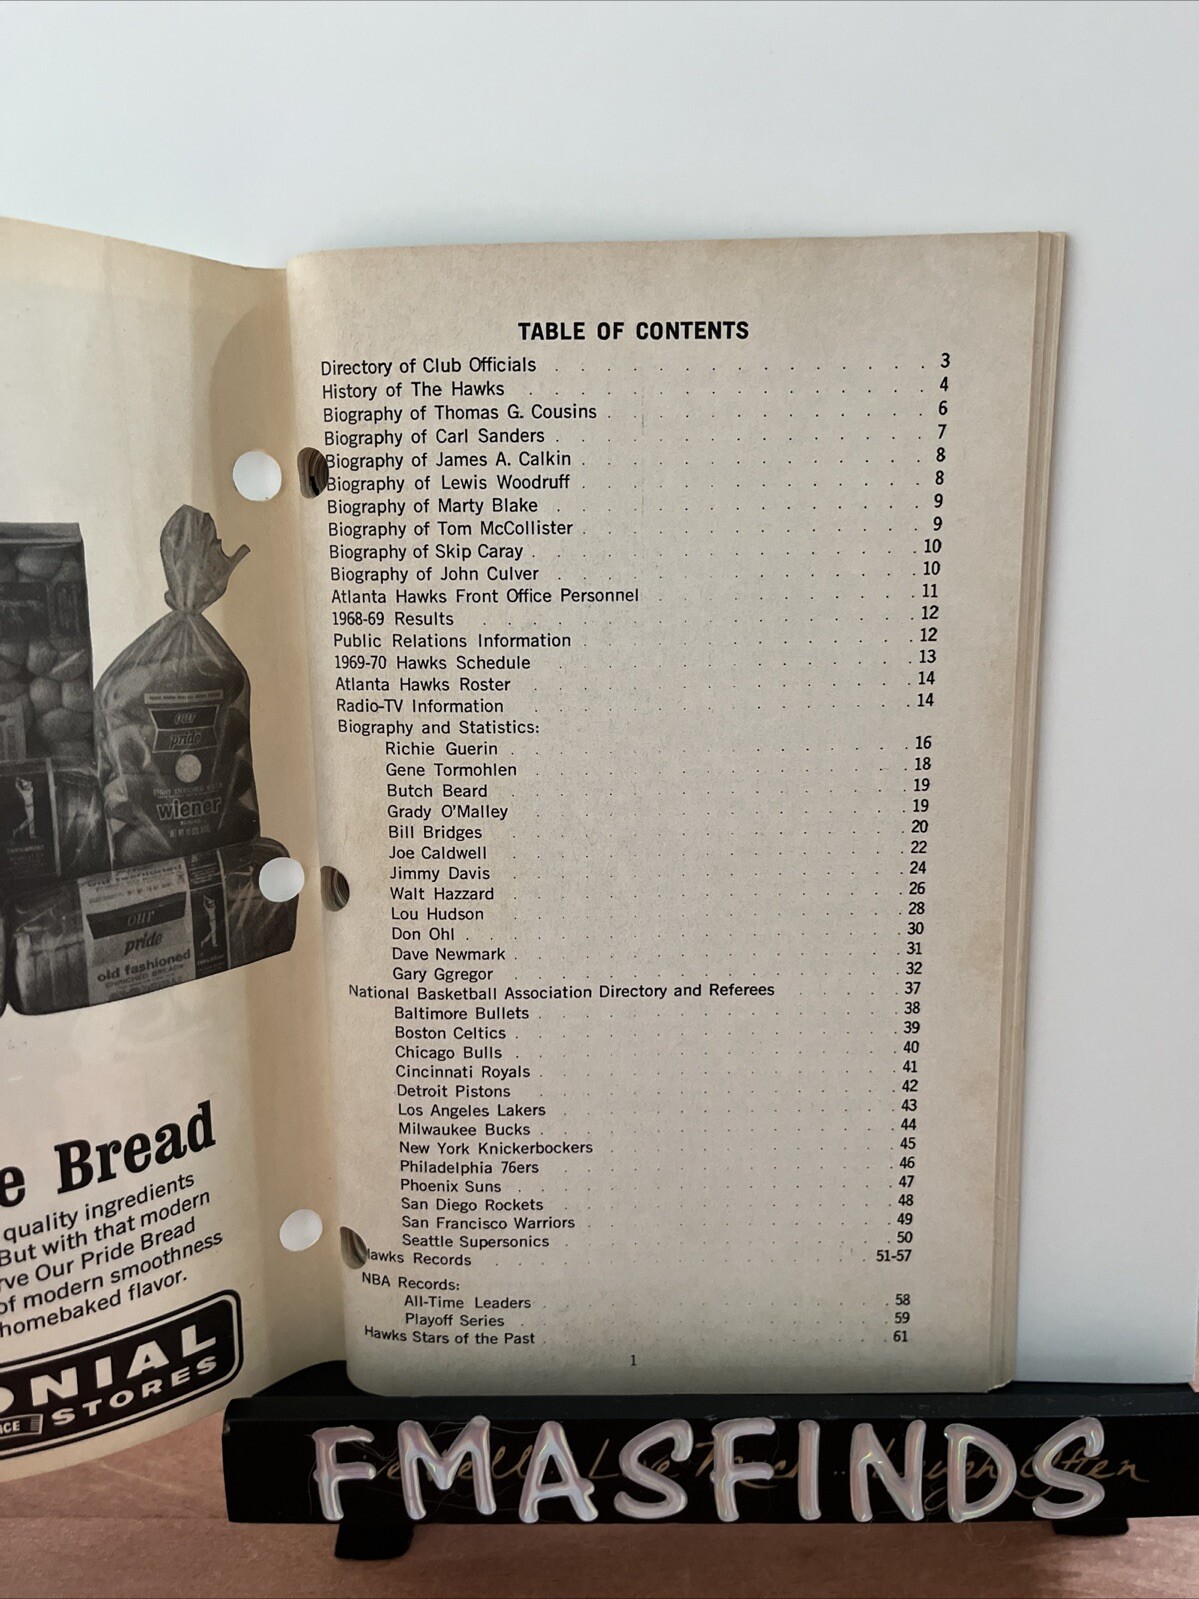 our
pride
wiener
our
pride
old fashioned
ENRICHED BREAD
e Bread
quality ingredients
But with that modern
rve Our Pride Bread
of modern smoothness
homebaked flavor.
ONIAL
STORES
TABLE OF CONTENTS
Directory of Club Officials . . . . . . . . . . . . . . . 3
History of The Hawks . . . . . . . . . . . . . . . . 4
Biography of Thomas G. Cousins . . . . . . . . . . . . . 6
Biography of Carl Sanders . . . . . . . . . . . . . . . 7
Biography of James A. Calkin . . . . . . . . . . . . . . 8
Biography of Lewis Woodruff . . . . . . . . . . . . . . 8
Biography of Marty Blake . . . . . . . . . . . . . . . 9
Biography of Tom McCollister . . . . . . . . . . . . . . 9
Biography of Skip Caray . . . . . . . . . . . . . . . . 10
Biography of John Culver . . . . . . . . . . . . . . . 10
Atlanta Hawks Front Office Personnel . . . . . . . . . . . 11
1968-69 Results . . . . . . . . . . . . . . . . . . 12
Public Relations Information . . . . . . . . . . . . . . 12
1969-70 Hawks Schedule . . . . . . . . . . . . . . . 13
Atlanta Hawks Roster . . . . . . . . . . . . . . . . 14
Radio-TV Information . . . . . . . . . . . . . . . . 14
Biography and Statistics:
Richie Guerin . . . . . . . . . . . . . . . . . 16
Gene Tormohlen . . . . . . . . . . . . . . . . 18
Butch Beard . . . . . . . . . . . . . . . . . 19
Grady O'Malley . . . . . . . . . . . . . . . . 19
Bill Bridges . . . . . . . . . . . . . . . . . 20
Joe Caldwell . . . . . . . . . . . . . . . . . 22
Jimmy Davis . . . . . . . . . . . . . . . . . 24
Walt Hazzard . . . . . . . . . . . . . . . . . 26
Lou Hudson . . . . . . . . . . . . . . . . . 28
Don Ohl . . . . . . . . . . . . . . . . . . . 30
Dave Newmark . . . . . . . . . . . . . . . . . 31
Gary Ggregor . . . . . . . . . . . . . . . . . 32
National Basketball Association Directory and Referees . . . . . 37
Baltimore Bullets . . . . . . . . . . . . . . . . 38
Boston Celtics . . . . . . . . . . . . . . . . . 39
Chicago Bulls . . . . . . . . . . . . . . . . . 40
Cincinnati Royals . . . . . . . . . . . . . . . . 41
Detroit Pistons . . . . . . . . . . . . . . . . 42
Los Angeles Lakers . . . . . . . . . . . . . . . 43
Milwaukee Bucks . . . . . . . . . . . . . . . . 44
New York Knickerbockers . . . . . . . . . . . . . 45
Philadelphia 76ers . . . . . . . . . . . . . . . 46
Phoenix Suns . . . . . . . . . . . . . . . . . 47
San Diego Rockets . . . . . . . . . . . . . . . 48
San Francisco Warriors . . . . . . . . . . . . . . 49
Seattle Supersonics . . . . . . . . . . . . . . . 50
Hawks Records . . . . . . . . . . . . . . . . 51-57
NBA Records:
All-Time Leaders . . . . . . . . . . . . . . . . 58
Playoff Series . . . . . . . . . . . . . . . . . 59
Hawks Stars of the Past . . . . . . . . . . . . . . . 61
1
FMASFINDS